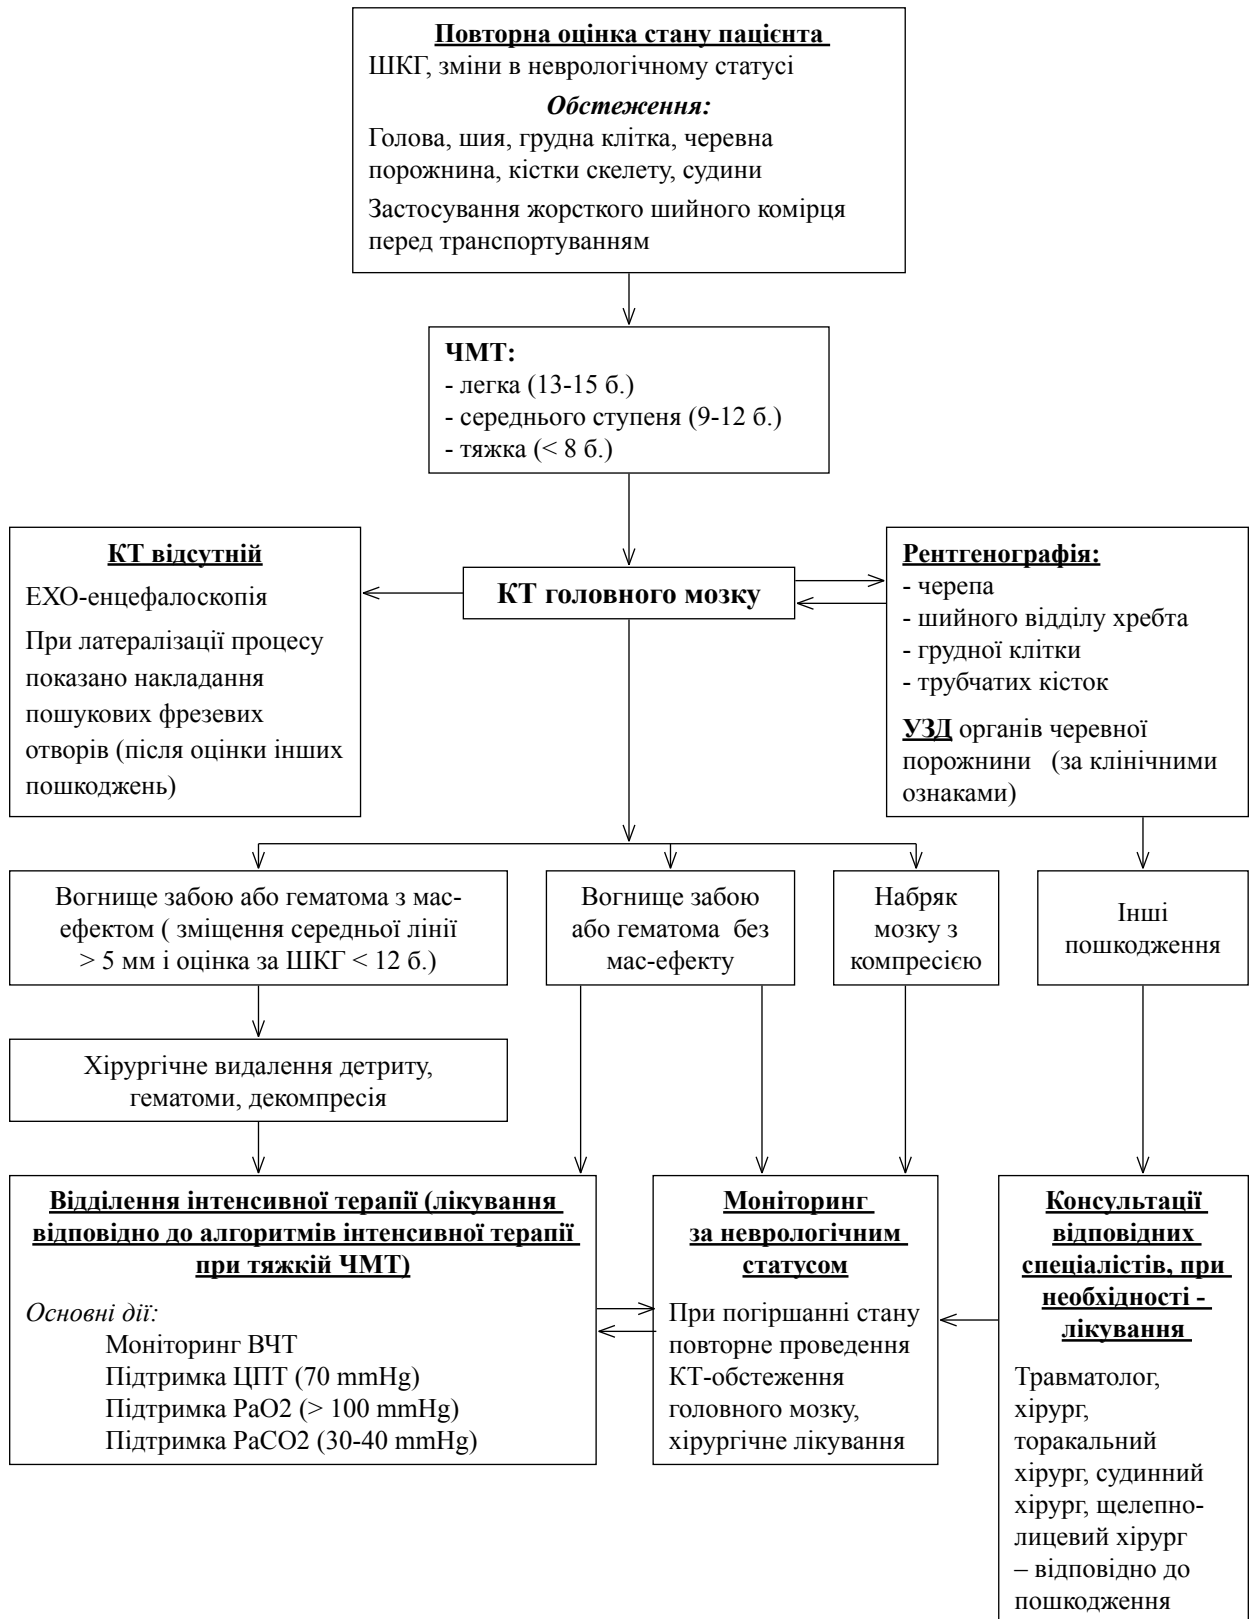 Повторна оцінка стану пацієнта
ШКГ, зміни в неврологічному статусі
Обстеження:
Голова, шия, грудна клітка, черевна
порожнина, кістки скелету, судини
Застосування жорсткого шийного комірця
перед транспортуванням
ЧМТ:
- легка (13-15 б.)
- середнього ступеня (9-12 б.)
- тяжка (< 8 б.)
КТ відсутній
ЕХО-енцефалоскопія
При латералізації процесу
показано накладання
пошукових фрезевих
отворів (після оцінки інших
пошкоджень)
КТ головного мозку
Рентгенографія:
- черепа
- шийного відділу хребта
- грудної клітки
- трубчатих кісток
УЗД органів черевної
порожнини (за клінічними
ознаками)
Вогнище забою або гематома з мас-
ефектом ( зміщення середньої лінії
> 5 мм і оцінка за ШКГ < 12 б.)
Вогнище забою
або гематома без
мас-ефекту
Набряк
мозку з
компресією
Інші
пошкодження
Хірургічне видалення детриту,
гематоми, декомпресія
Відділення інтенсивної терапії (лікування
відповідно до алгоритмів інтенсивної терапії
при тяжкій ЧМТ)
Основні дії:
Моніторинг ВЧТ
Підтримка ЦПТ (70 mmHg)
Підтримка PaO2 (> 100 mmHg)
Підтримка PaCO2 (30-40 mmHg)
Моніторинг
за неврологічним
статусом
При погіршанні стану
повторне проведення
КТ-обстеження
головного мозку,
хірургічне лікування
Консультації
відповідних
спеціалістів, при
необхідності -
лікування
Травматолог,
хірург,
торакальний
хірург, судинний
хірург, щелепно-
лицевий хірург
– відповідно до
пошкодження